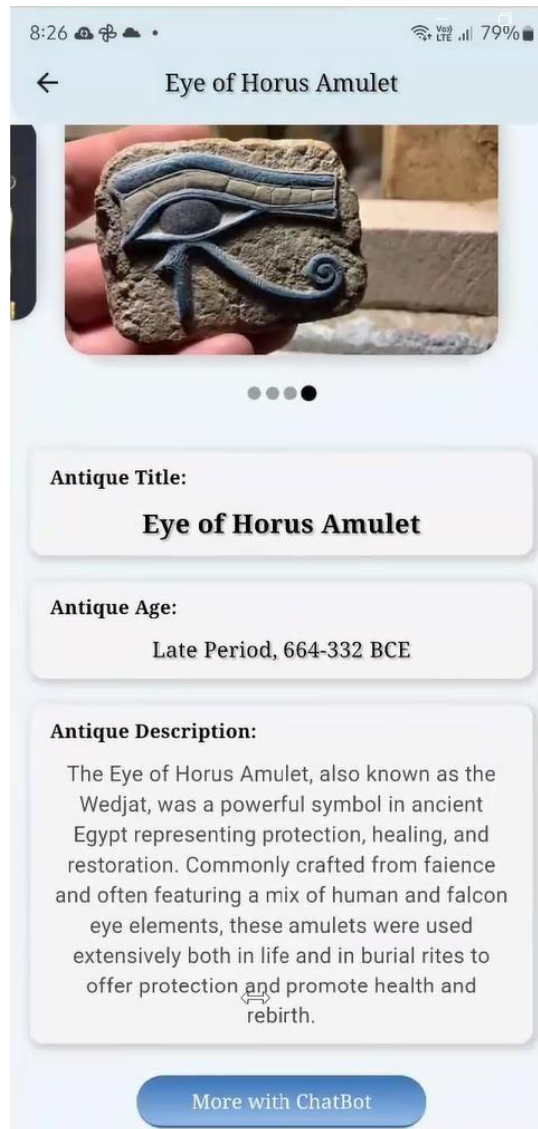 8:26
Vo))
LTE
79%
Eye of Horus Amulet
Antique Title:
Eye of Horus Amulet
Antique Age:
Late Period, 664-332 BCE
Antique Description:
The Eye of Horus Amulet, also known as the
Wedjat, was a powerful symbol in ancient
Egypt representing protection, healing, and
restoration. Commonly crafted from faience
and often featuring a mix of human and falcon
eye elements, these amulets were used
extensively both in life and in burial rites to
offer protection and promote health and
rebirth.
More with ChatBot